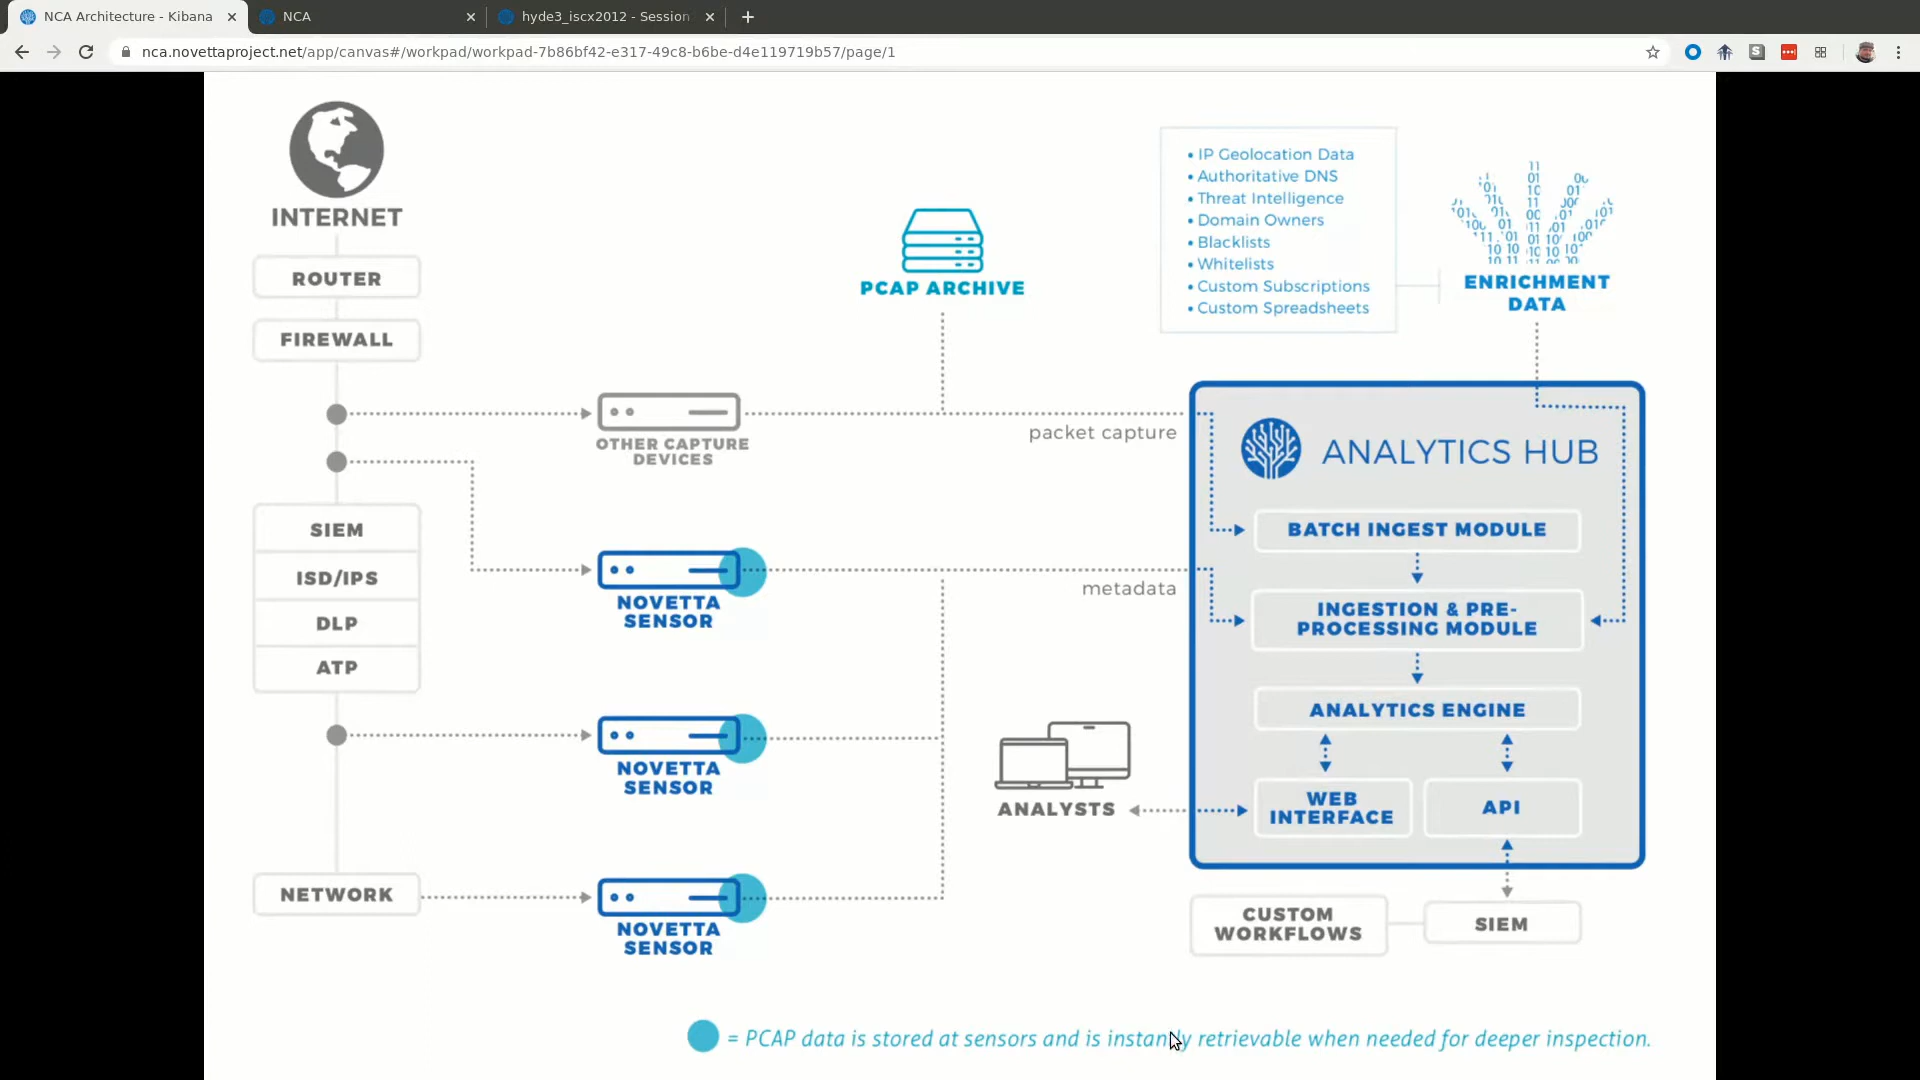 NCA Architecture - Kibana
NCA
hyde3_iscx2012 - Session
nca.novettaproject.net/app/canvas#/workpad/workpad-7b86bf42-e317-49c8-b6be-d4e119719b57/page/1
INTERNET
ROUTER
FIREWALL
SIEM
ISD/IPS
DLP
ATP
NETWORK
OTHER CAPTURE
DEVICES
NOVETTA
SENSOR
NOVETTA
SENSOR
NOVETTA
SENSOR
PCAP ARCHIVE
packet capture
metadata
ANALYSTS
• IP Geolocation Data
• Authoritative DNS
• Threat Intelligence
• Domain Owners
• Blacklists
• Whitelists
• Custom Subscriptions
• Custom Spreadsheets
ENRICHMENT
DATA
ANALYTICS HUB
BATCH INGEST MODULE
INGESTION & PRE-
PROCESSING MODULE
ANALYTICS ENGINE
WEB
INTERFACE
API
CUSTOM
WORKFLOWS
SIEM
= PCAP data is stored at sensors and is instantly retrievable when needed for deeper inspection.